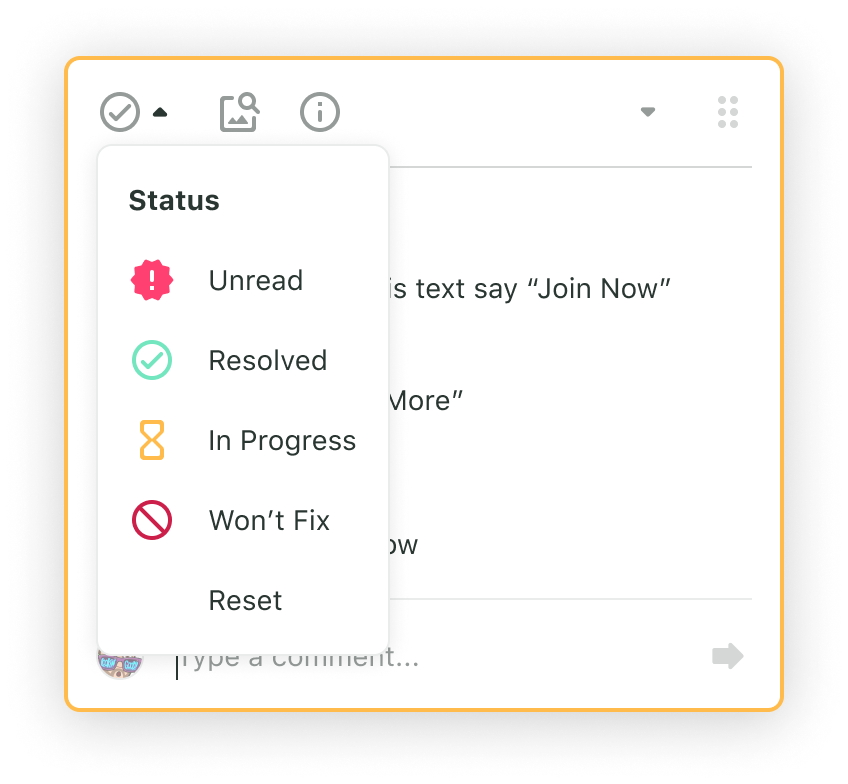 Status
Unread
is text say “Join Now”
Resolved
More”
In Progress
Won’t Fix
ow
Reset
Type a comment...